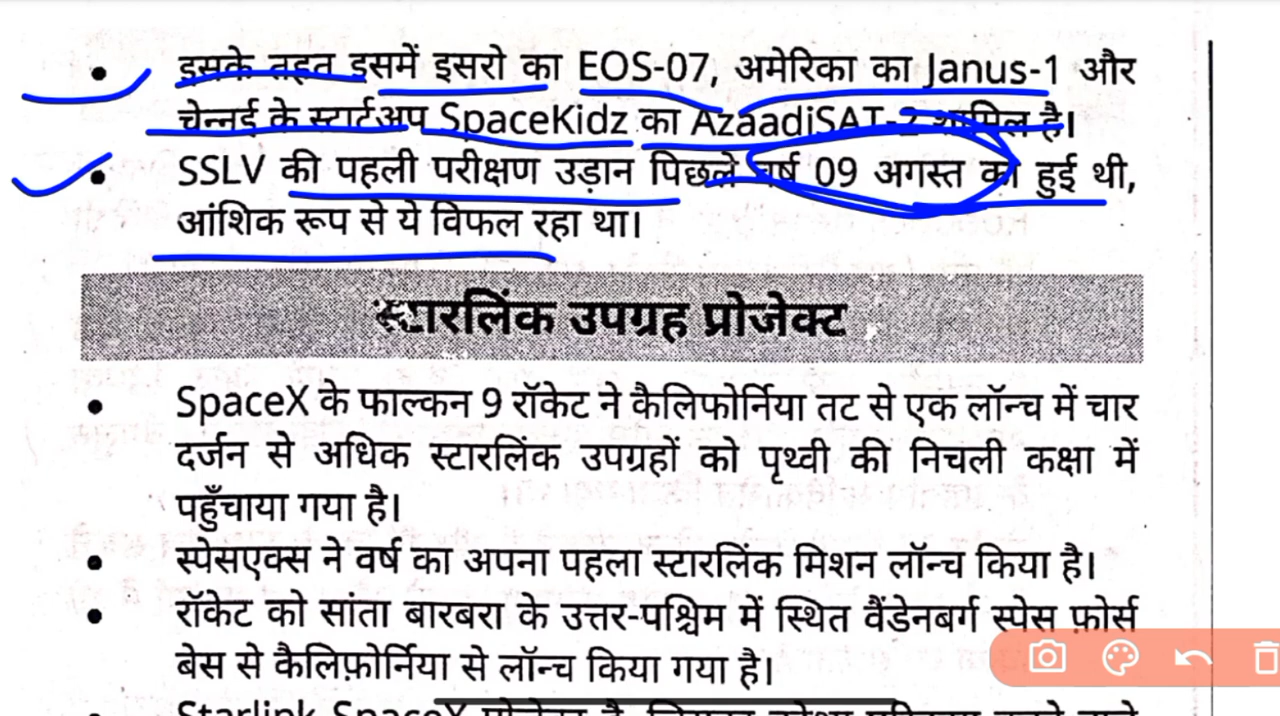 इसके तहत इसमें इसरो का EOS-07, अमेरिका का Janus-1 और
चेन्नई के स्टार्टअप SpaceKidz का AzaadiSAT-2 शामिल है।
SSLV की पहली परीक्षण उड़ान पिछले वर्ष 09 अगस्त को हुई थी,
आंशिक रूप से ये विफल रहा था।
स्टारलिंक उपग्रह प्रोजेक्ट
SpaceX के फाल्कन 9 रॉकेट ने कैलिफोर्निया तट से एक लॉन्च में चार
दर्जन से अधिक स्टारलिंक उपग्रहों को पृथ्वी की निचली कक्षा में
पहुँचाया गया है।
स्पेसएक्स ने वर्ष का अपना पहला स्टारलिंक मिशन लॉन्च किया है।
रॉकेट को सांता बारबरा के उत्तर-पश्चिम में स्थित वैंडेनबर्ग स्पेस फ़ोर्स
बेस से कैलिफ़ोर्निया से लॉन्च किया गया है।
Starlink SpaceX